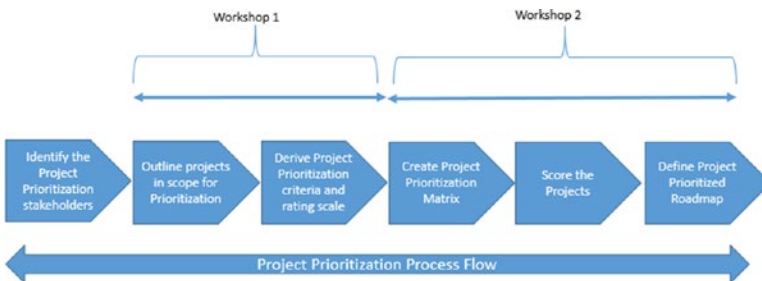 Workshop 1
Workshop 2
Identify the
Project
Prioritization
stakeholders
Outline projects
in scope for
Prioritization
Derive Project
Prioritization
criteria and
rating scale
Create Project
Prioritization
Matrix
Score the
Projects
Define Project
Prioritized
Roadmap
Project Prioritization Process Flow